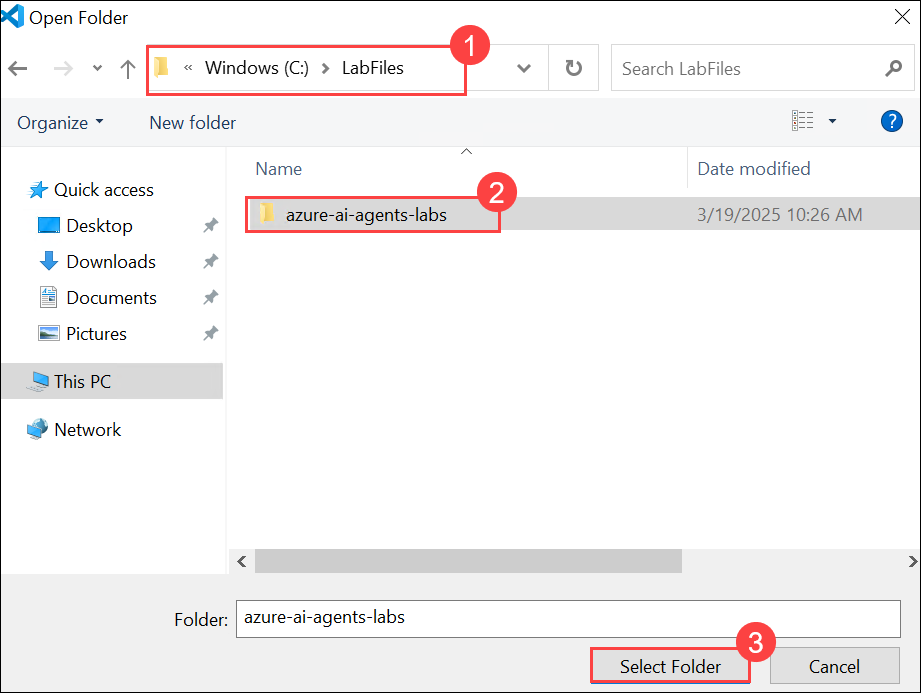 Open Folder
1
« Windows (C:) > LabFiles
Search LabFiles
Organize
New folder
?
Name
Date modified
Quick access
2
azure-ai-agents-labs
3/19/2025 10:26 AM
Desktop
Downloads
Documents
Pictures
This PC
Network
Folder:
azure-ai-agents-labs
3
Select Folder
Cancel